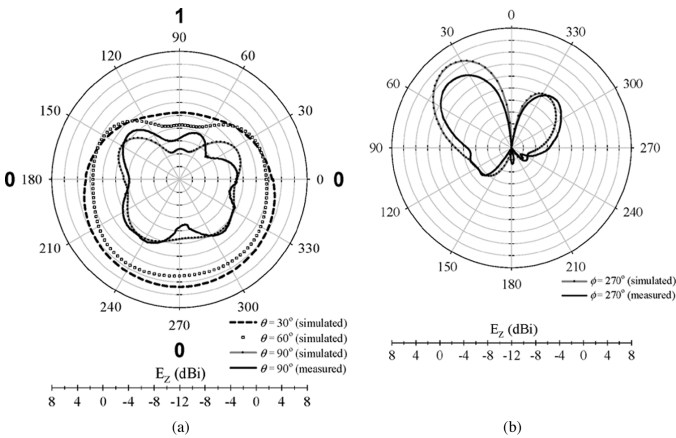 1
90
120
60
150
30
0
180
0
0
210
330
240
300
270
0
θ = 30° (simulated)
θ = 60° (simulated)
θ = 90° (simulated)
θ = 90° (measured)
E_Z (dBi)
8 4 0 -4 -8 -12 -8 -4 0 4 8
(a)
0
30
330
60
300
90
270
120
240
150
210
180
ϕ = 270° (simulated)
ϕ = 270° (measured)
E_Z (dBi)
8 4 0 -4 -8 -12 -8 -4 0 4 8
(b)